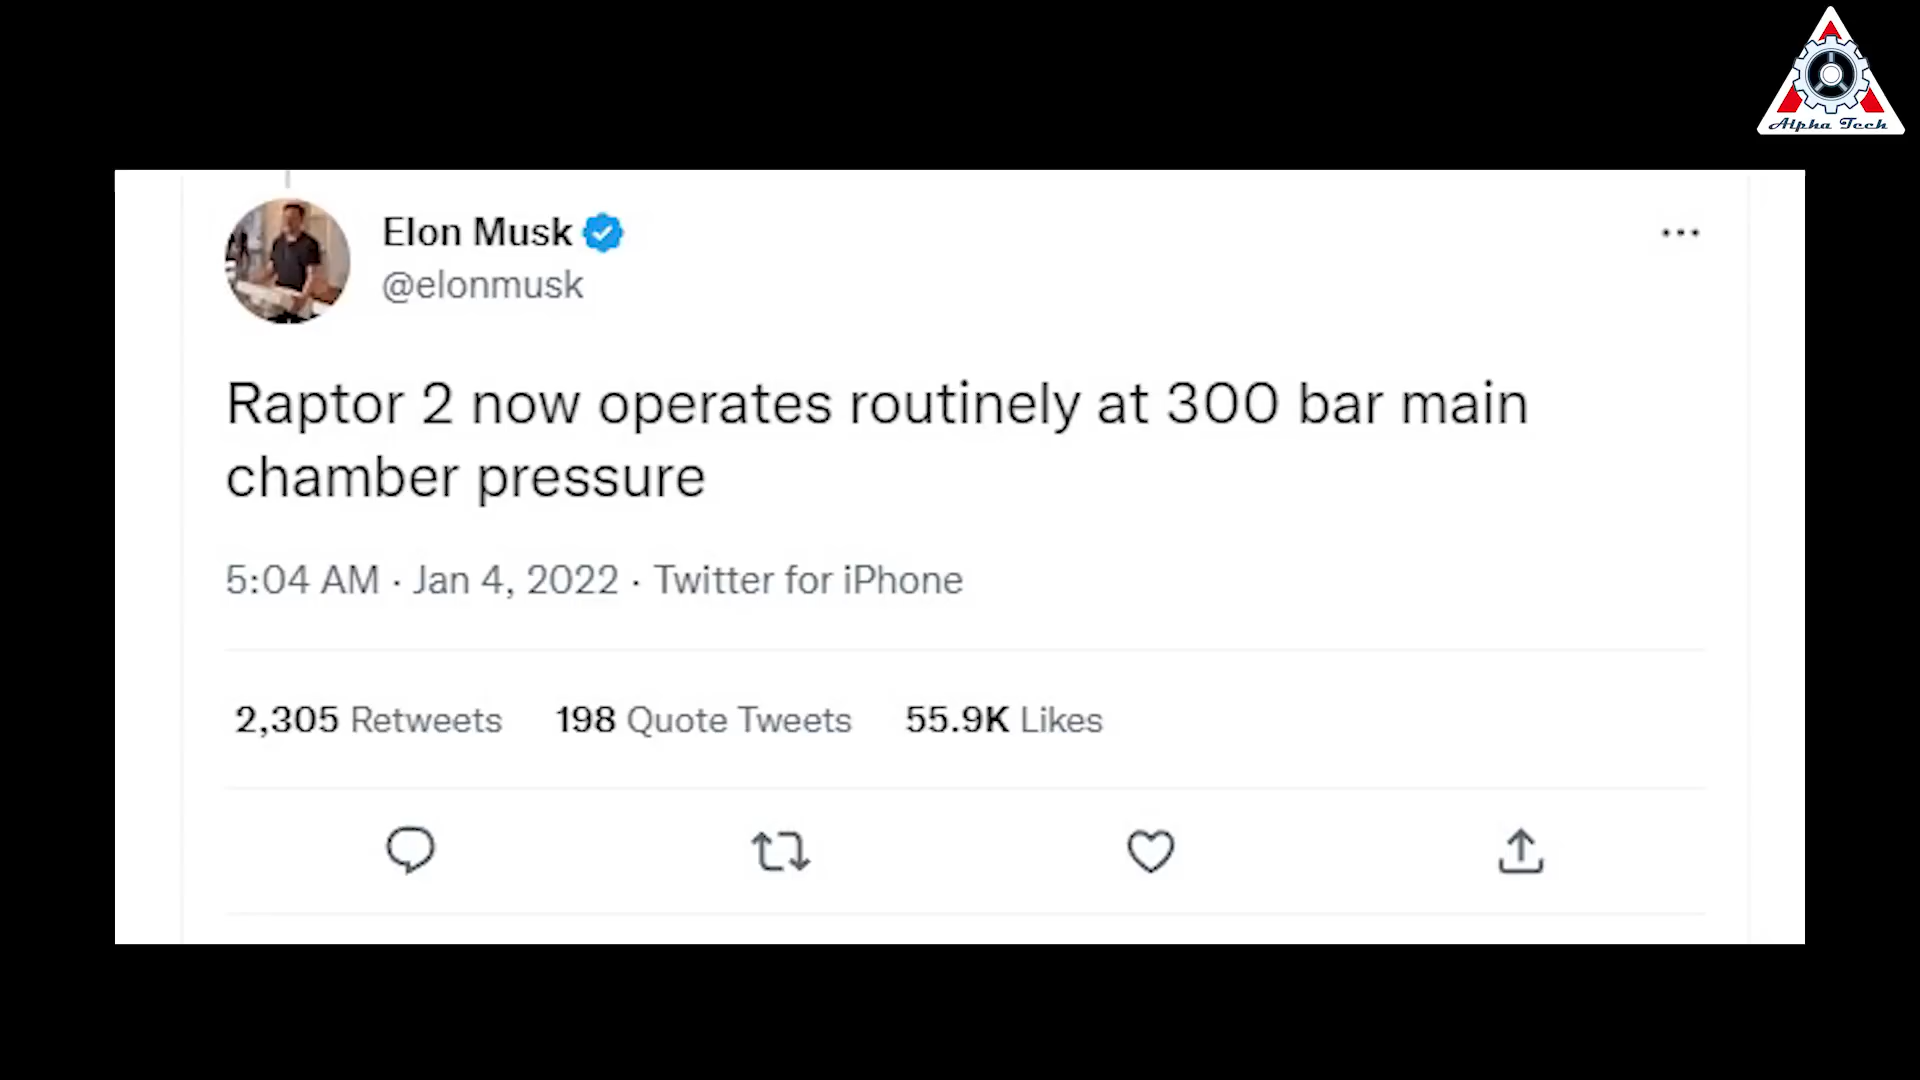 Alpha Tech
Elon Musk
@elonmusk
Raptor 2 now operates routinely at 300 bar main
chamber pressure
5:04 AM · Jan 4, 2022 · Twitter for iPhone
2,305 Retweets 198 Quote Tweets 55.9K Likes